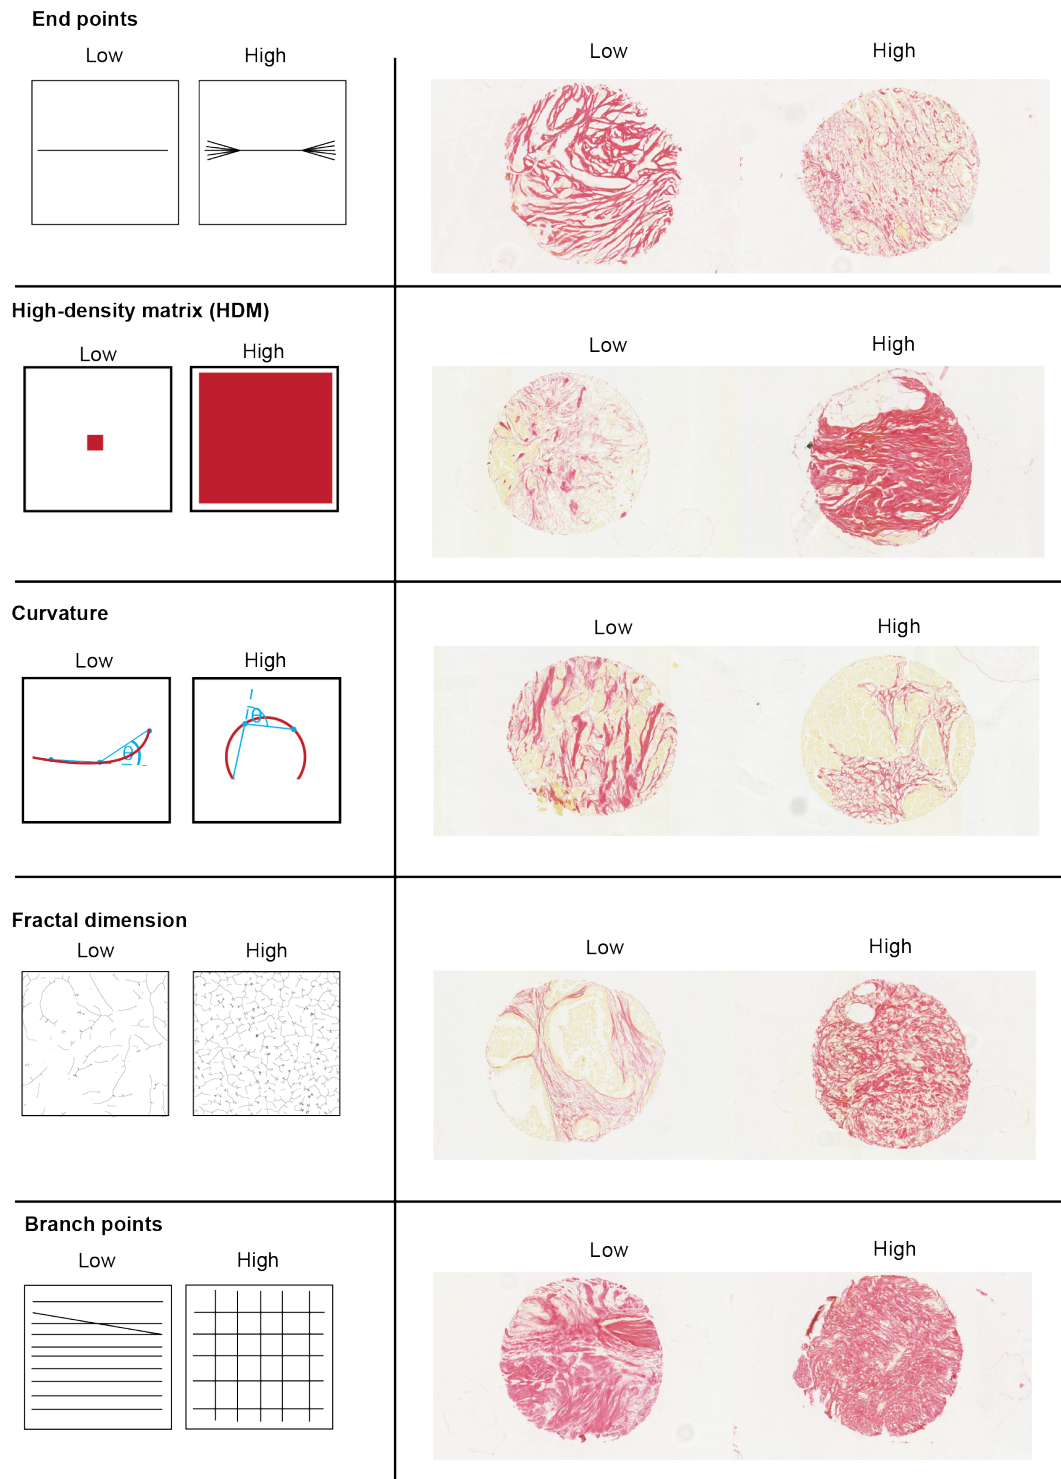 End points
Low
High
Low
High
High-density matrix (HDM)
Low
High
Low
High
Curvature
Low
High
θ
θ
Low
High
Fractal dimension
Low
High
Low
High
Branch points
Low
High
Low
High